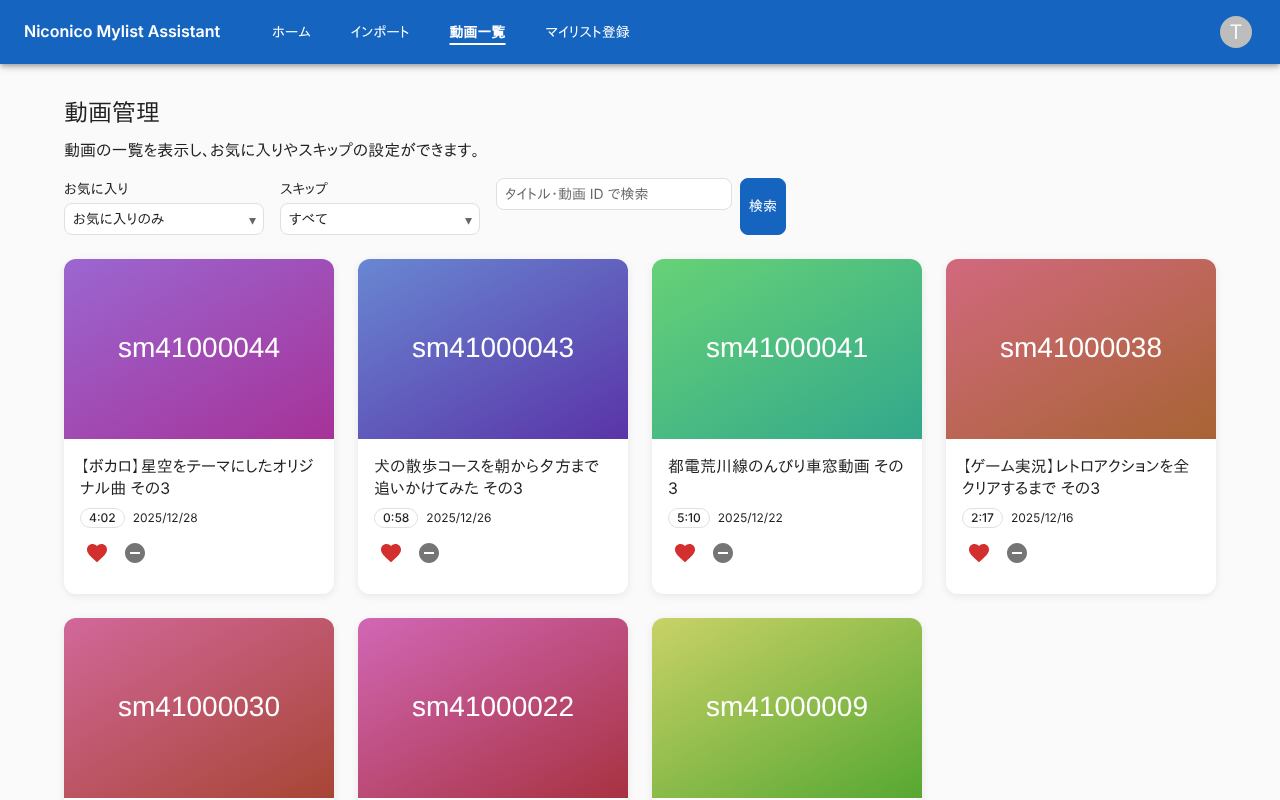 Niconico Mylist Assistant
ホーム
インポート
動画一覧
マイリスト登録
T
動画管理
動画の一覧を表示し、お気に入りやスキップの設定ができます。
お気に入り
スキップ
お気に入りのみ
すべて
タイトル・動画 ID で検索
検索
sm41000044
【ボカロ】星空をテーマにしたオリジ
ナル曲 その3
4:02 2025/12/28
sm41000043
犬の散歩コースを朝から夕方まで
追いかけてみた その3
0:58 2025/12/26
sm41000041
都電荒川線のんびり車窓動画 その
3
5:10 2025/12/22
sm41000038
【ゲーム実況】レトロアクションを全
クリアするまで その3
2:17 2025/12/16
sm41000030
sm41000022
sm41000009